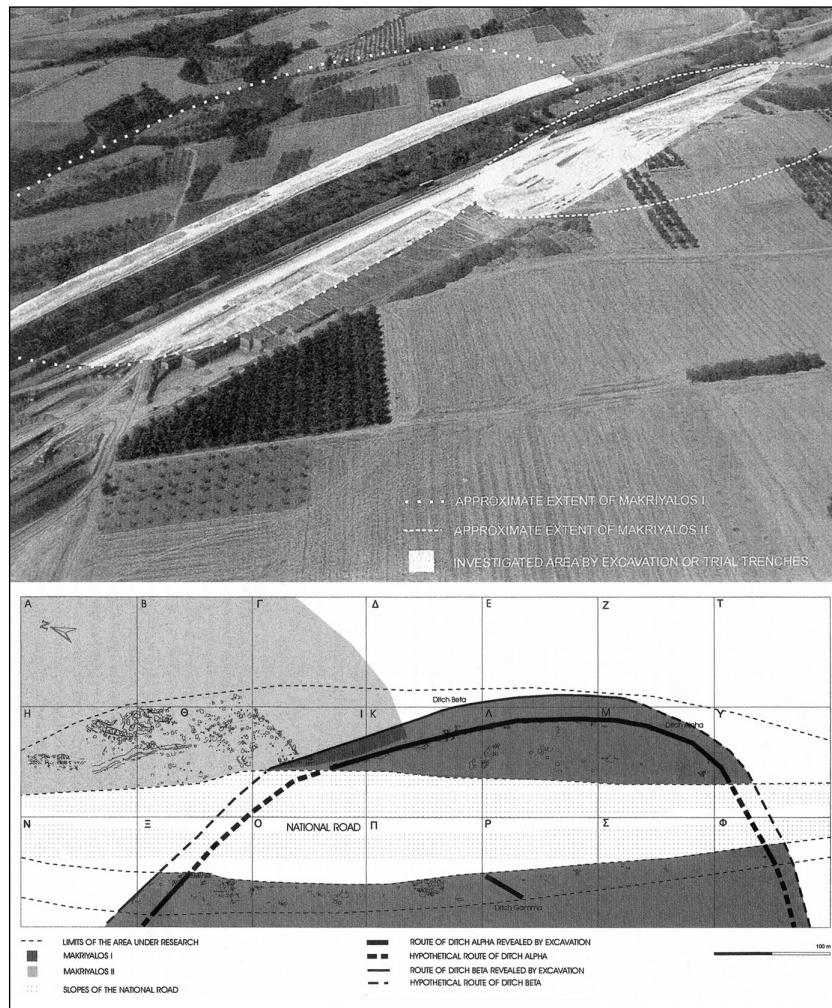 APPROXIMATE EXTENT OF MAKRIYALOS I
APPROXIMATE EXTENT OF MAKRIYALOS II
INVESTIGATED AREA BY EXCAVATION OR TRIAL TRENCHES
Α Β Γ Δ Ε Ζ Τ
N
Ditch Beta
Η Θ Ι Κ Λ Μ Υ
Ditch Alpha
Ν Ξ Ο Π Ρ Σ Φ
NATIONAL ROAD
Ditch Gamma
LIMITS OF THE AREA UNDER RESEARCH
MAKRIYALOS I
MAKRIYALOS II
SLOPES OF THE NATIONAL ROAD
ROUTE OF DITCH ALPHA REVEALED BY EXCAVATION
HYPOTHETICAL ROUTE OF DITCH ALPHA
ROUTE OF DITCH BETA REVEALED BY EXCAVATION
HYPOTHETICAL ROUTE OF DITCH BETA
100 m